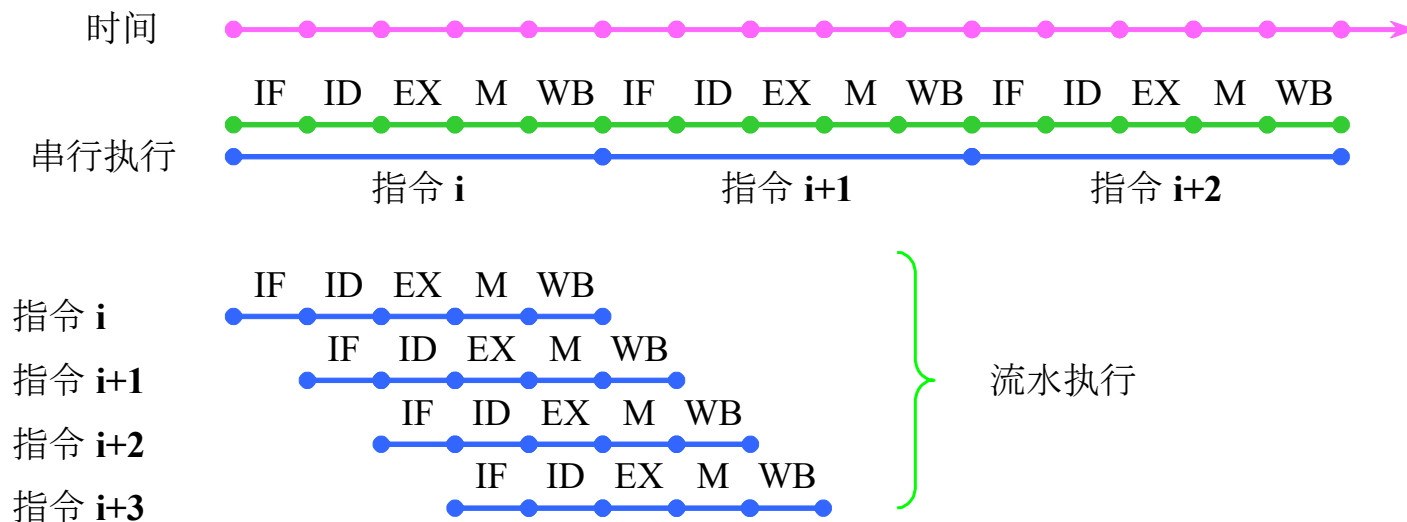 时间
IF ID EX M WB IF ID EX M WB IF ID EX M WB
串行执行
指令 i 指令 i+1 指令 i+2
IF ID EX M WB
指令 i
IF ID EX M WB
指令 i+1
流水执行
IF ID EX M WB
指令 i+2
IF ID EX M WB
指令 i+3